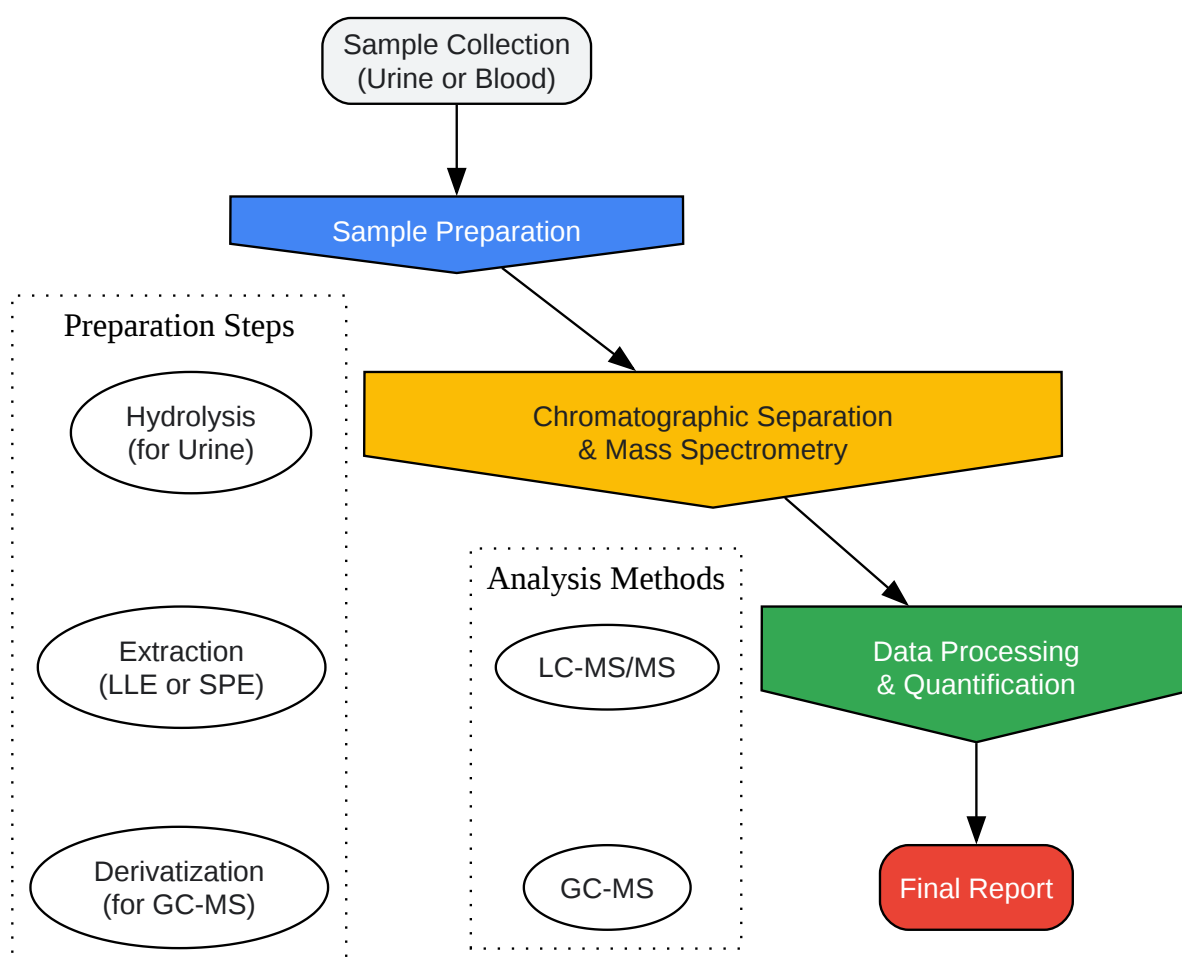 Sample Collection
(Urine or Blood)
Sample Preparation
Preparation Steps
Hydrolysis
(for Urine)
Extraction
(LLE or SPE)
Derivatization
(for GC-MS)
Chromatographic Separation
& Mass Spectrometry
Analysis Methods
LC-MS/MS
GC-MS
Data Processing
& Quantification
Final Report